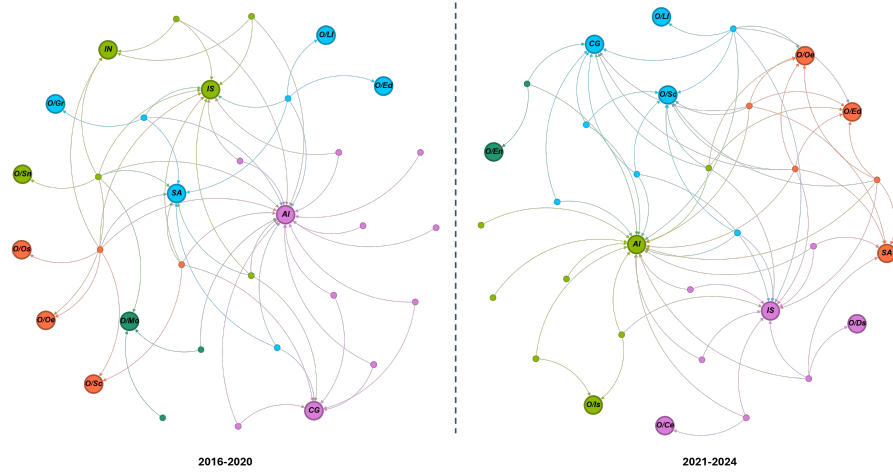 O/LI
IN
IS
O/Ed
O/Gr
O/Sn
SA
AI
O/Os
O/Oe
O/Mo
O/Sc
CG
2016-2020
O/LI
CG
O/Oe
O/Sc
O/Ed
O/En
AI
SA
IS
O/Ds
O/Is
O/Ce
2021-2024